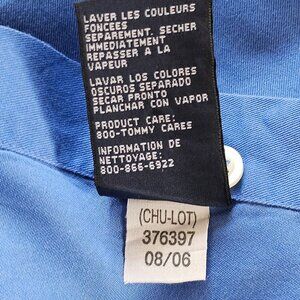 LAVER LES COULEURS
FONCEES
SEPAREMENT. SECHER
IMMEDIATEMENT
REPASSER A LA
VAPEUR
LAVAR LOS COLORES
OSCUROS SEPARADO
SECAR PRONTO
PLANCHAR CON VAPOR
PRODUCT CARE:
800-TOMMY CARES
INFORMATION DE
NETTOYAGE:
800-866-6922
(CHU-LOT)
376397
08/06